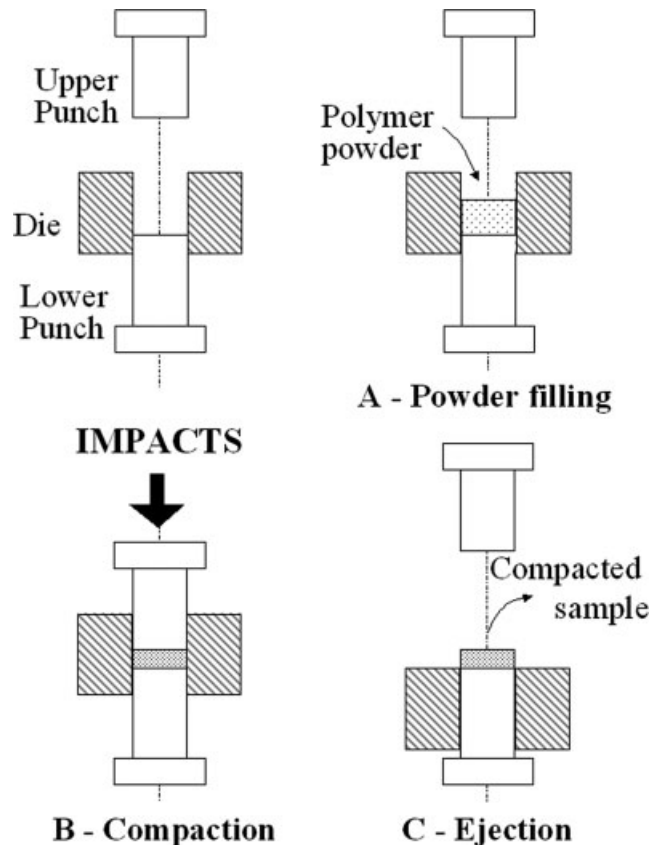 Upper
Punch
Die
Lower
Punch
Polymer
powder
A - Powder filling
IMPACTS
B - Compaction
Compacted
sample
C - Ejection